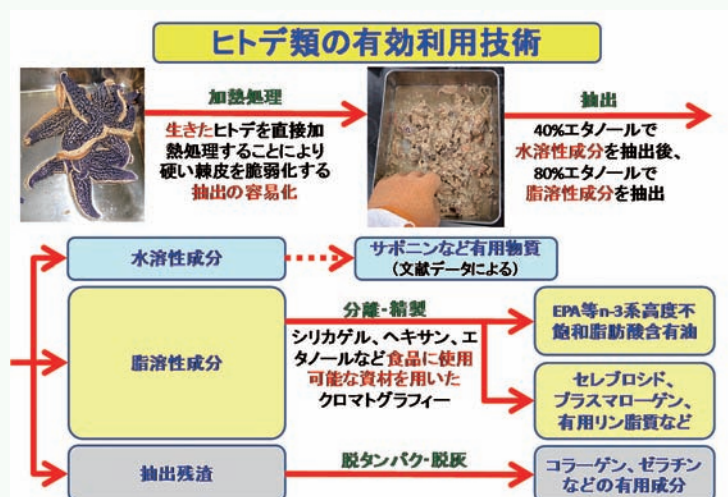 ヒトデ類の有効利用技術
加熱処理
生きたヒトデを直接加
熱処理することにより
硬い棘皮を脆弱化する
抽出の容易化
抽出
40%エタノールで
水溶性成分を抽出後、
80%エタノールで
脂溶性成分を抽出
水溶性成分
サポニンなど有用物質
(文献データによる)
脂溶性成分
分離・精製
シリカゲル、ヘキサン、エ
タノールなど食品に使用
可能な資材を用いた
クロマトグラフィー
EPA等n-3系高度不
飽和脂肪酸含有油
セレブロシド、
プラスマローゲン、
有用リン脂質など
抽出残渣
脱タンパク・脱灰
コラーゲン、ゼラチン
などの有用成分